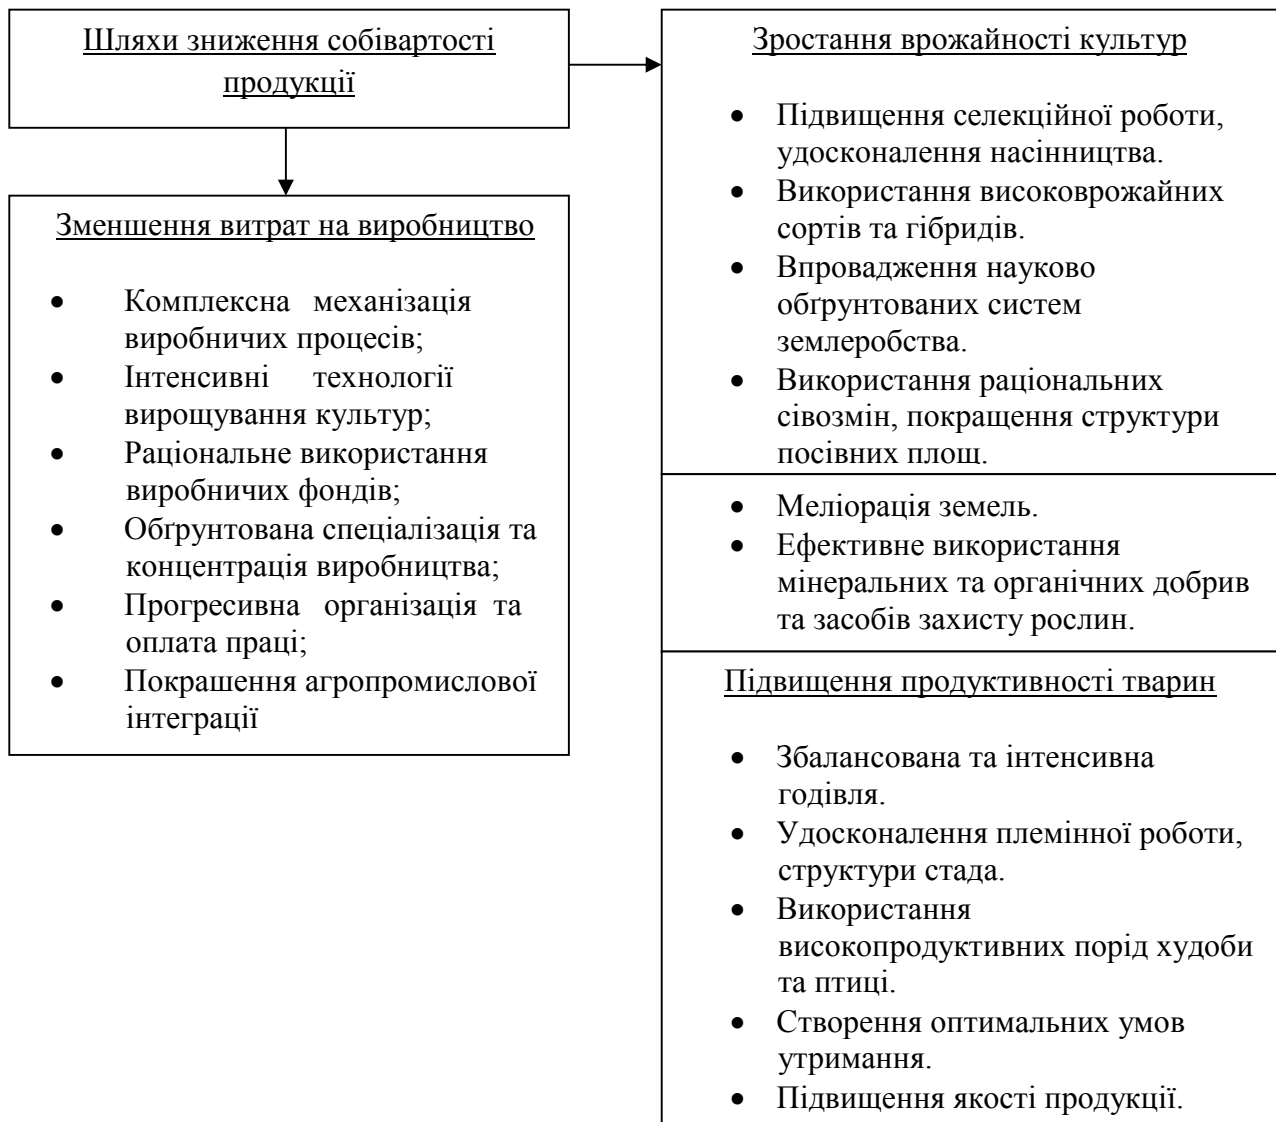 Шляхи зниження собівартості
продукції
Зменшення витрат на виробництво
• Комплексна механізація
виробничих процесів;
• Інтенсивні технології
вирощування культур;
• Раціональне використання
виробничих фондів;
• Обґрунтована спеціалізація та
концентрація виробництва;
• Прогресивна організація та
оплата праці;
• Покрашення агропромислової
інтеграції
Зростання врожайності культур
• Підвищення селекційної роботи,
удосконалення насінництва.
• Використання високоврожайних
сортів та гібридів.
• Впровадження науково
обґрунтованих систем
землеробства.
• Використання раціональних
сівозмін, покращення структури
посівних площ.
• Меліорація земель.
• Ефективне використання
мінеральних та органічних добрив
та засобів захисту рослин.
Підвищення продуктивності тварин
• Збалансована та інтенсивна
годівля.
• Удосконалення племінної роботи,
структури стада.
• Використання
високопродуктивних порід худоби
та птиці.
• Створення оптимальних умов
утримання.
• Підвищення якості продукції.